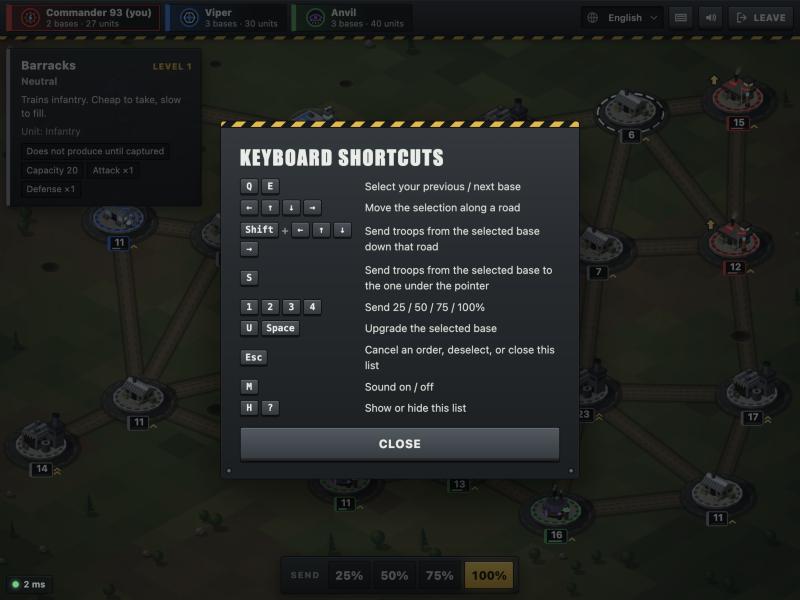 Commander 93 (you)
2 bases · 27 units
Viper
3 bases · 30 units
Anvil
3 bases · 40 units
English
LEAVE
Barracks
LEVEL 1
Neutral
Trains infantry. Cheap to take, slow
to fill.
Unit: Infantry
Does not produce until captured
Capacity 20
Attack ×1
Defense ×1
6
15
11
7
12
11
23
17
14
11
13
11
16
KEYBOARD SHORTCUTS
Q E
Select your previous / next base
← ↑ ↓ →
Move the selection along a road
Shift + ← ↑ ↓
→
Send troops from the selected base
down that road
S
Send troops from the selected base to
the one under the pointer
1 2 3 4
Send 25 / 50 / 75 / 100%
U Space
Upgrade the selected base
Esc
Cancel an order, deselect, or close this
list
M
Sound on / off
H ?
Show or hide this list
CLOSE
SEND
25%
50%
75%
100%
2 ms